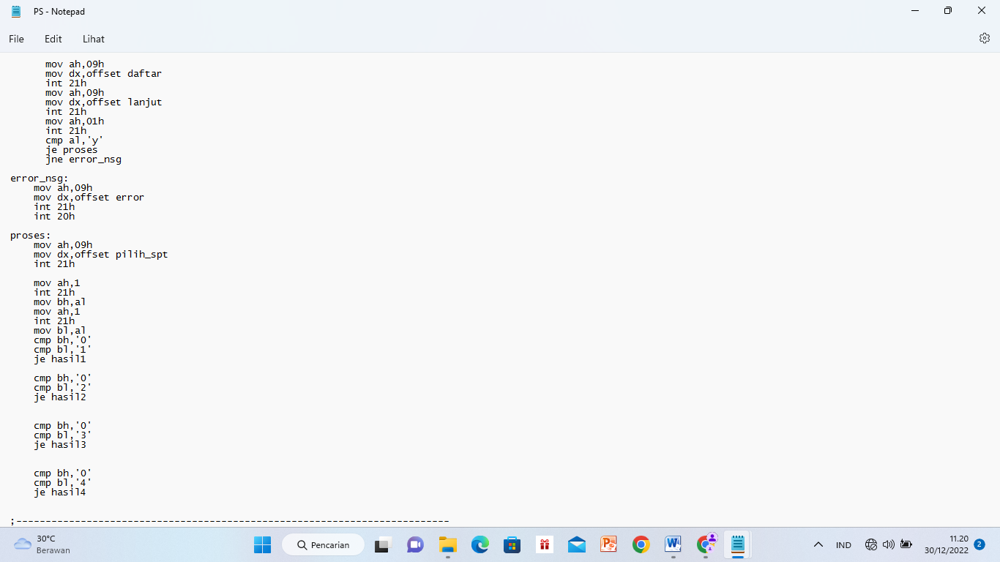 PS - Notepad
File Edit Lihat
mov ah,09h
mov dx,offset daftar
int 21h
mov ah,09h
mov dx,offset lanjut
int 21h
mov ah,01h
int 21h
cmp al,'y'
je proses
jne error_nsg
error_nsg:
mov ah,09h
mov dx,offset error
int 21h
int 20h
proses:
mov ah,09h
mov dx,offset pilih_spt
int 21h
mov ah,1
int 21h
mov bh,al
mov ah,1
int 21h
mov bl,al
cmp bh,'0'
cmp bl,'1'
je hasil1
cmp bh,'0'
cmp bl,'2'
je hasil2
cmp bh,'0'
cmp bl,'3'
je hasil3
cmp bh,'0'
cmp bl,'4'
je hasil4
;--------------------------------------------------------------------------
30°C
Berawan
Pencarian
IND
11.20
30/12/2022
2